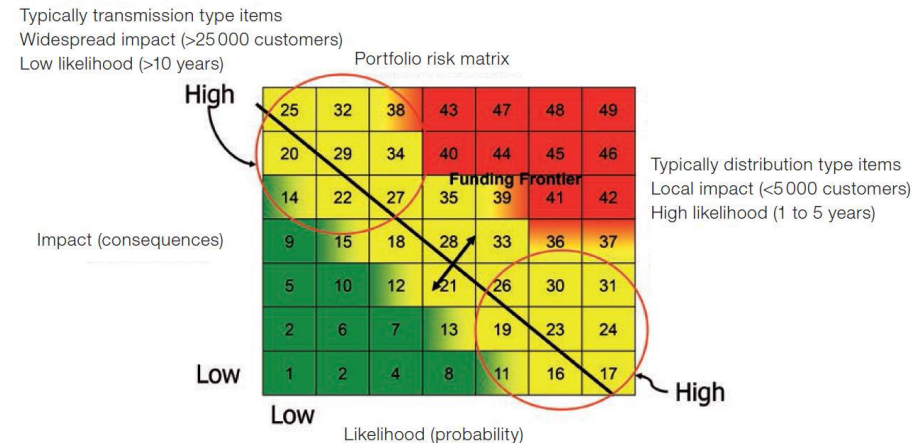 Typically transmission type items
Widespread impact (>25 000 customers)
Low likelihood (>10 years)
Portfolio risk matrix
High
25 32 38 43 47 48 49
20 29 34 40 44 45 46
Funding Frontier
14 22 27 35 39 41 42
Typically distribution type items
Local impact (<5 000 customers)
High likelihood (1 to 5 years)
Impact (consequences)
9 15 18 28 33 36 37
5 10 12 21 26 30 31
2 6 7 13 19 23 24
Low
1 2 4 8 11 16 17
High
Low
Likelihood (probability)